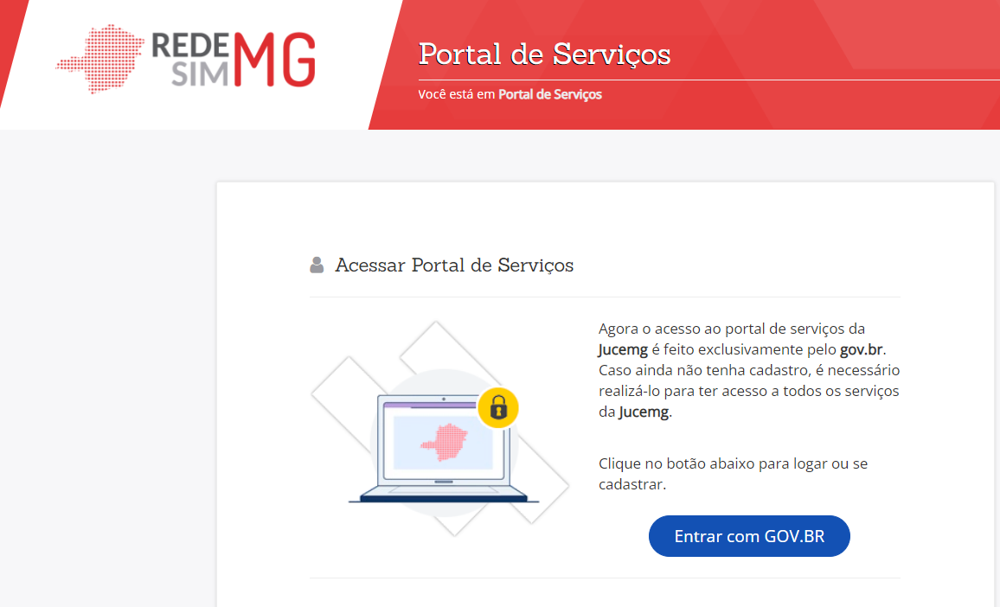 REDE
SIM MG
Portal de Serviços
Você está em Portal de Serviços
Acessar Portal de Serviços
Agora o acesso ao portal de serviços da
Jucemg é feito exclusivamente pelo gov.br.
Caso ainda não tenha cadastro, é necessário
realizá-lo para ter acesso a todos os serviços
da Jucemg.
Clique no botão abaixo para logar ou se
cadastrar.
Entrar com GOV.BR